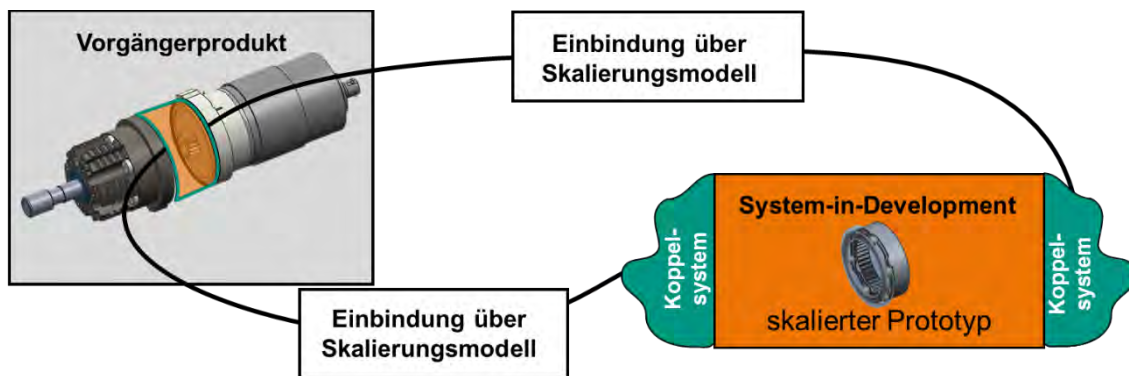 Vorgängerprodukt
Einbindung über
Skalierungsmodell
System-in-Development
Koppel-
system
skalierter Prototyp
Koppel-
system
Einbindung über
Skalierungsmodell